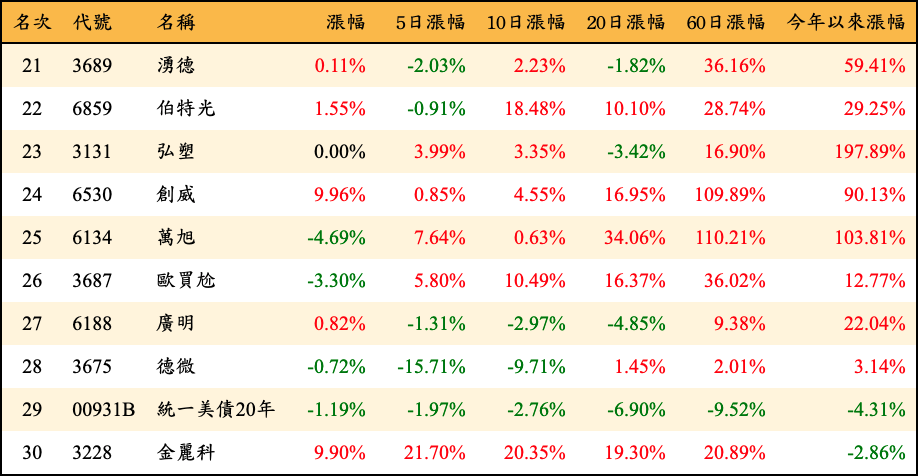 名次 代號 名稱 漲幅 5日漲幅 10日漲幅 20日漲幅 60日漲幅 今年以來漲幅
21 3689 湧德 0.11% -2.03% 2.23% -1.82% 36.16% 59.41%
22 6859 伯特光 1.55% -0.91% 18.48% 10.10% 28.74% 29.25%
23 3131 弘塑 0.00% 3.99% 3.35% -3.42% 16.90% 197.89%
24 6530 創威 9.96% 0.85% 4.55% 16.95% 109.89% 90.13%
25 6134 萬旭 -4.69% 7.64% 0.63% 34.06% 110.21% 103.81%
26 3687 歐買尬 -3.30% 5.80% 10.49% 16.37% 36.02% 12.77%
27 6188 廣明 0.82% -1.31% -2.97% -4.85% 9.38% 22.04%
28 3675 德微 -0.72% -15.71% -9.71% 1.45% 2.01% 3.14%
29 00931B 統一美債20年 -1.19% -1.97% -2.76% -6.90% -9.52% -4.31%
30 3228 金麗科 9.90% 21.70% 20.35% 19.30% 20.89% -2.86%